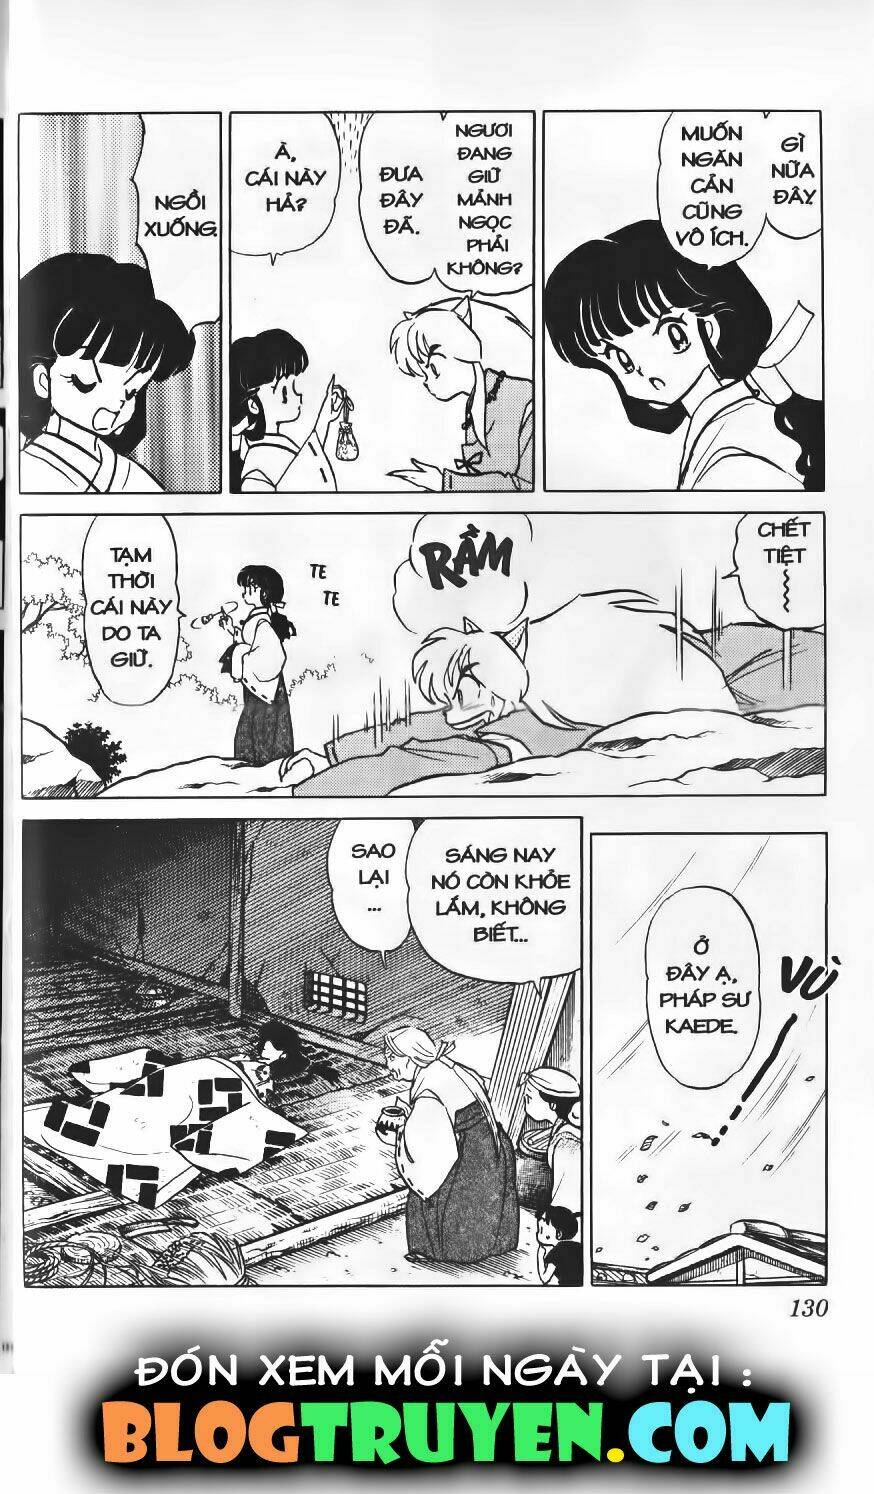 GÌ
NỮA
ĐÂY.
MUỐN
NGĂN
CẢN
CŨNG
VÔ ÍCH.
NGƯƠI
ĐANG
GIỮ
MẢNH
NGỌC
PHẢI
KHÔNG?
ĐƯA
ĐÂY
ĐÃ.
À,
CÁI NÀY
HẢ?
NGỒI
XUỐNG.
CHẾT
TIỆT
RẦM
TE
TE
TẠM
THỜI
CÁI NÀY
DO TA
GIỮ.
Ở
ĐÂY Ạ,
PHÁP SƯ
KAEDE.
VÙ
SÁNG NAY
NÓ CÒN KHỎE
LẮM, KHÔNG
BIẾT...
SAO
LẠI
...
130
ĐÓN XEM MỖI NGÀY TẠI :
BLOGTRUYEN.COM